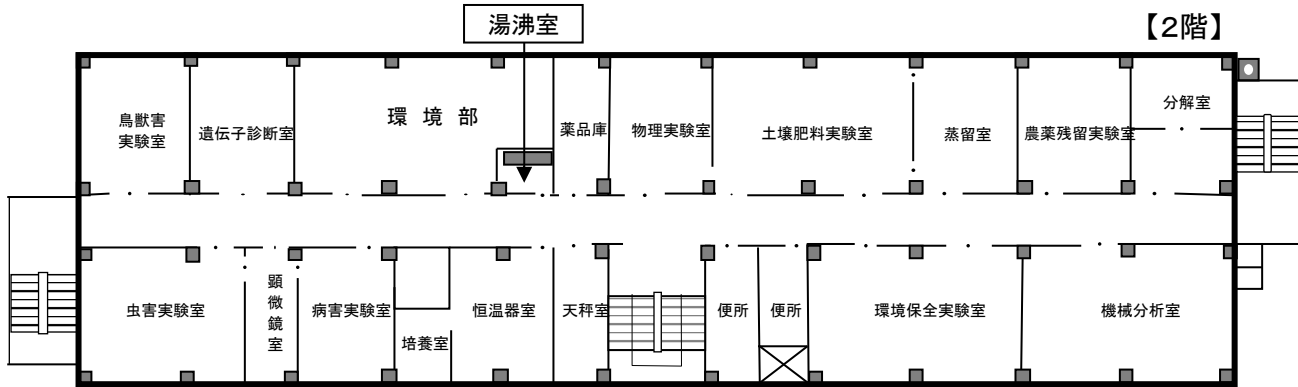 湯沸室
【2階】
鳥獣害
実験室
遺伝子診断室
環 境 部
薬品庫
物理実験室
土壌肥料実験室
蒸留室
農薬残留実験室
分解室
虫害実験室
顕微鏡室
病害実験室
培養室
恒温器室
天秤室
便所
便所
環境保全実験室
機械分析室